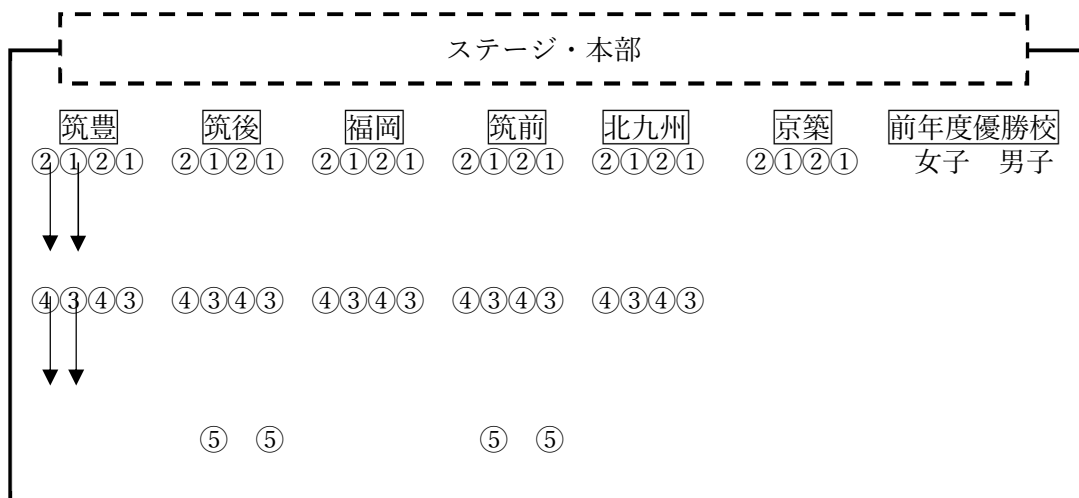 ステージ・本部
筑豊 筑後 福岡 筑前 北九州 京築 前年度優勝校
②①②① ②①②① ②①②① ②①②① ②①②① ②①②① 女子 男子
④③④③ ④③④③ ④③④③ ④③④③ ④③④③
⑤ ⑤ ⑤ ⑤